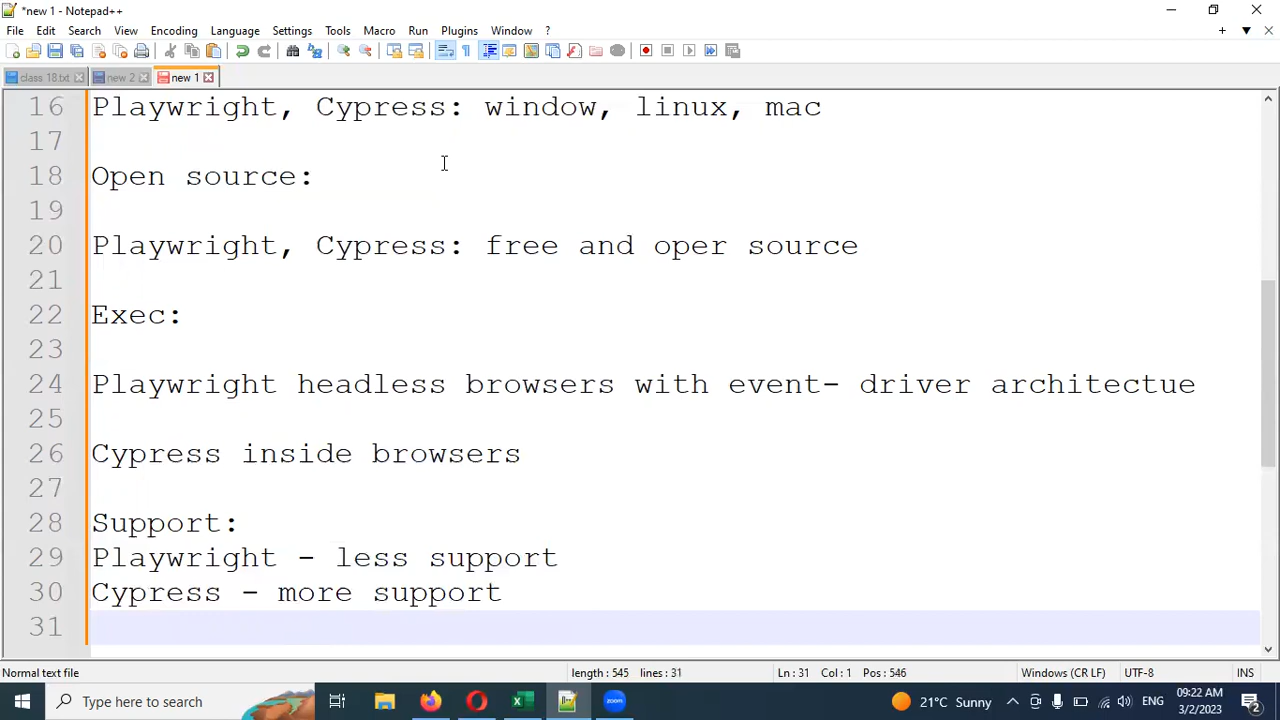 *new 1 - Notepad++
File Edit Search View Encoding Language Settings Tools Macro Run Plugins Window ?
class 18.txt new 2 new 1
16 Playwright, Cypress: window, linux, mac
17
18 Open source:
19
20 Playwright, Cypress: free and oper source
21
22 Exec:
23
24 Playwright headless browsers with event- driver architectue
25
26 Cypress inside browsers
27
28 Support:
29 Playwright - less support
30 Cypress - more support
31
Normal text file length : 545 lines : 31 Ln : 31 Col : 1 Pos : 546 Windows (CR LF) UTF-8 INS
Type here to search zoom 21°C Sunny ENG 09:22 AM
3/2/2023 2